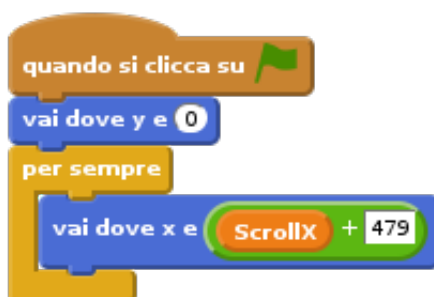 quando si clicca su
vai dove y e 0
per sempre
vai dove x e ScrollX + 479